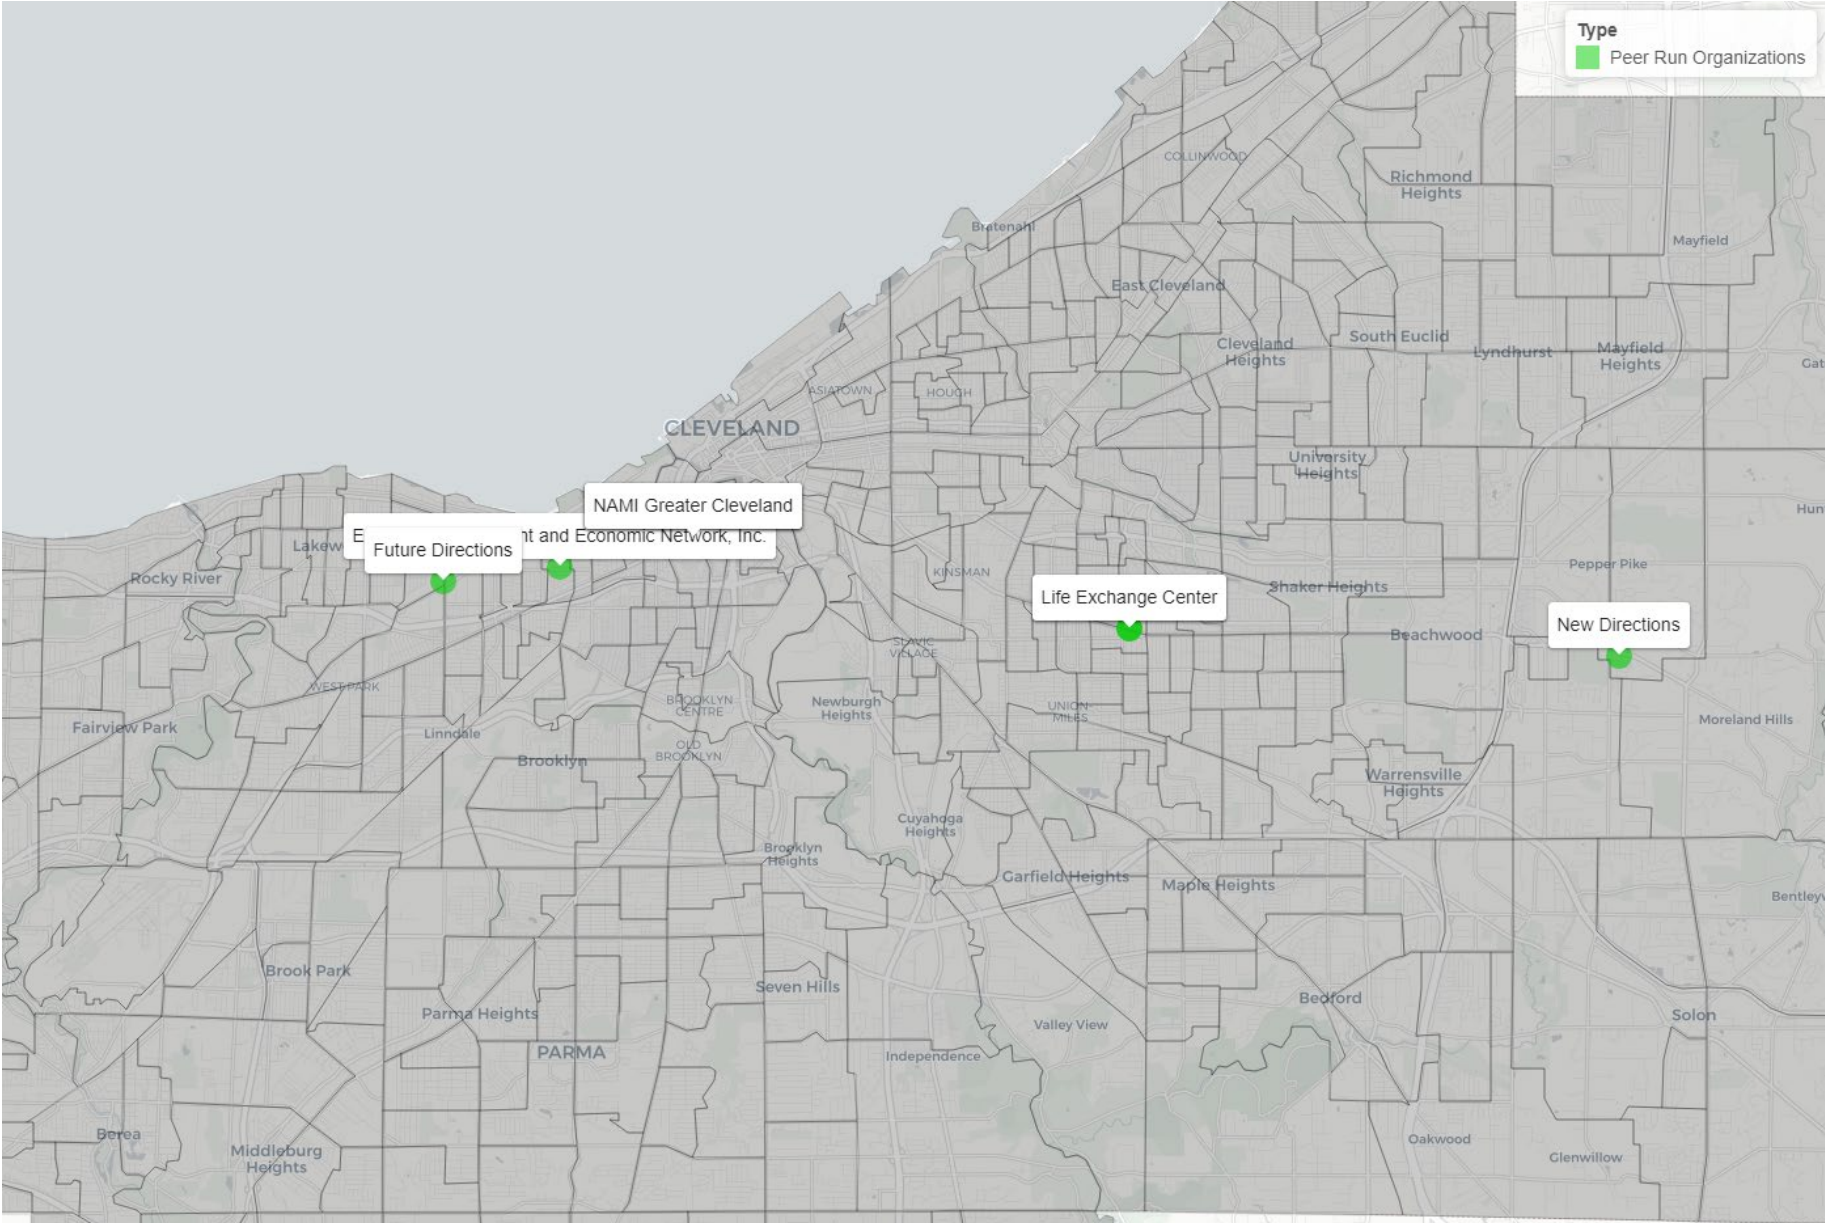 Type
Peer Run Organizations
COLLINWOOD
Richmond
Heights
Bratenahl
Mayfield
East Cleveland
Cleveland
Heights
South Euclid
Lyndhurst
Mayfield
Heights
Gat
ASIATOWN
HOUGH
CLEVELAND
University
Heights
NAMI Greater Cleveland
Hun
E
nt and Economic Network, Inc.
Lakew
Future Directions
Rocky River
KINSMAN
Pepper Pike
Shaker Heights
Life Exchange Center
New Directions
Beachwood
SLAVIC
VILLAGE
WEST PARK
BROOKLYN
CENTRE
Newburgh
Heights
UNION-
MILES
Moreland Hills
Fairview Park
Linndale
OLD
BROOKLYN
Brooklyn
Warrensville
Heights
Cuyahoga
Heights
Brooklyn
Heights
Garfield Heights
Maple Heights
Bentleyv
Brook Park
Seven Hills
Bedford
Parma Heights
Valley View
Solon
PARMA
Independence
Berea
Middleburg
Heights
Oakwood
Glenwillow